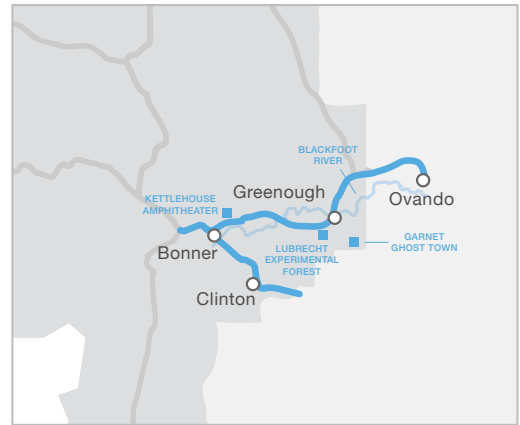 BLACKFOOT
RIVER
Greenough
Ovando
KETTLEHOUSE
AMPHITHEATER
GARNET
GHOST TOWN
Bonner
LUBRECHT
EXPERIMENTAL
FOREST
Clinton